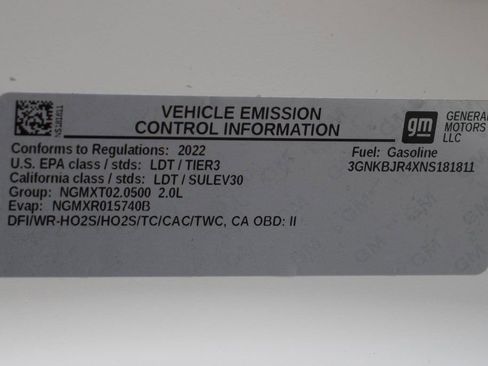 VEHICLE EMISSION
CONTROL INFORMATION
NS181811
gm
GENERAL
MOTORS
LLC
Conforms to Regulations: 2022
U.S. EPA class / stds: LDT / TIER3
California class / stds: LDT / SULEV30
Group: NGMXT02.0500 2.0L
Evap: NGMXR015740B
DFI/WR-HO2S/HO2S/TC/CAC/TWC, CA OBD: II
Fuel: Gasoline
3GNKBJR4XNS181811